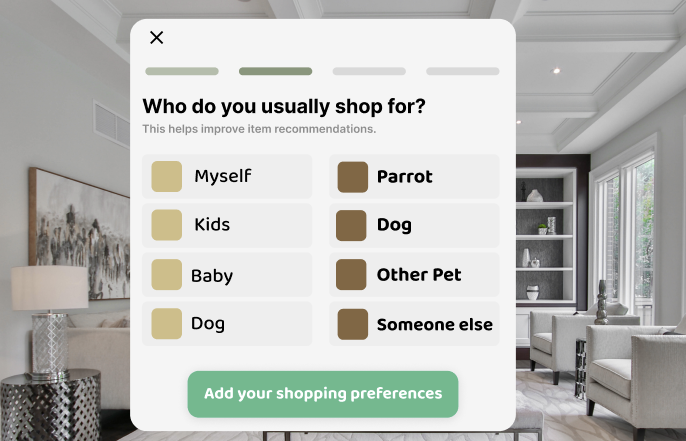 Who do you usually shop for?
This helps improve item recommendations.
Myself
Parrot
Kids
Dog
Baby
Other Pet
Dog
Someone else
Add your shopping preferences